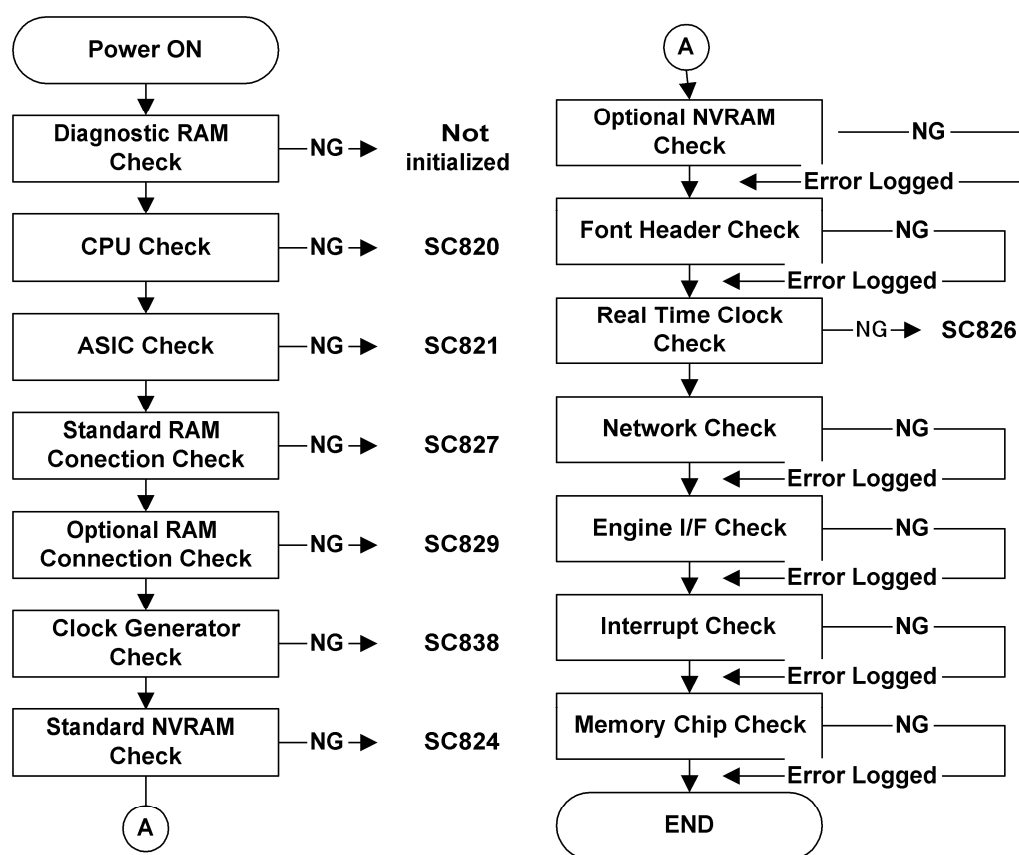 Power ON
Diagnostic RAM
Check
NG
Not
initialized
CPU Check
NG
SC820
ASIC Check
NG
SC821
Standard RAM
Conection Check
NG
SC827
Optional RAM
Connection Check
NG
SC829
Clock Generator
Check
NG
SC838
Standard NVRAM
Check
NG
SC824
A
A
Optional NVRAM
Check
NG
Error Logged
Font Header Check
NG
Error Logged
Real Time Clock
Check
NG
SC826
Network Check
NG
Error Logged
Engine I/F Check
NG
Error Logged
Interrupt Check
NG
Error Logged
Memory Chip Check
NG
Error Logged
END